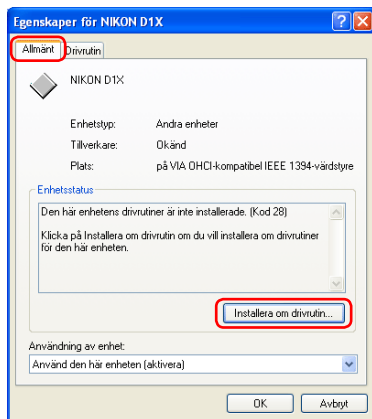 Egenskaper för NIKON D1X
Allmänt Drivrutin
NIKON D1X
Enhetstyp: Andra enheter
Tillverkare: Okänd
Plats: på VIA OHCI-kompatibel IEEE 1394-värdstyre
Enhetsstatus
Den här enhetens drivrutiner är inte installerade. (Kod 28)
Klicka på Installera om drivrutin om du vill installera om drivrutiner
för den här enheten.
Installera om drivrutin...
Användning av enhet:
Använd den här enheten (aktivera)
OK Avbryt